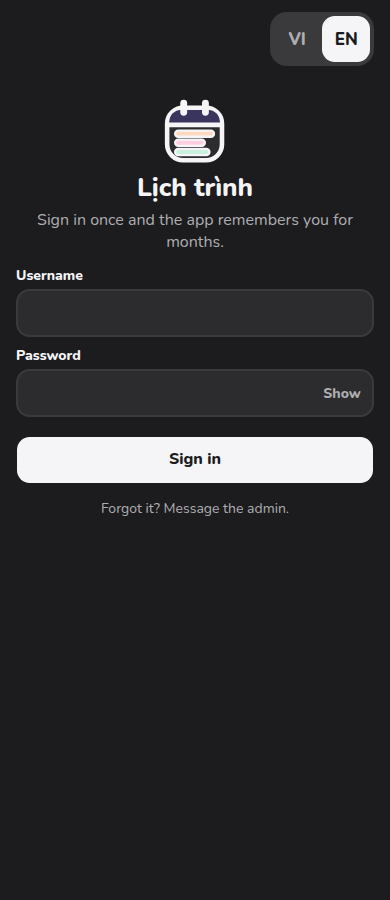 VI
EN
Lịch trình
Sign in once and the app remembers you for
months.
Username
Password
Show
Sign in
Forgot it? Message the admin.